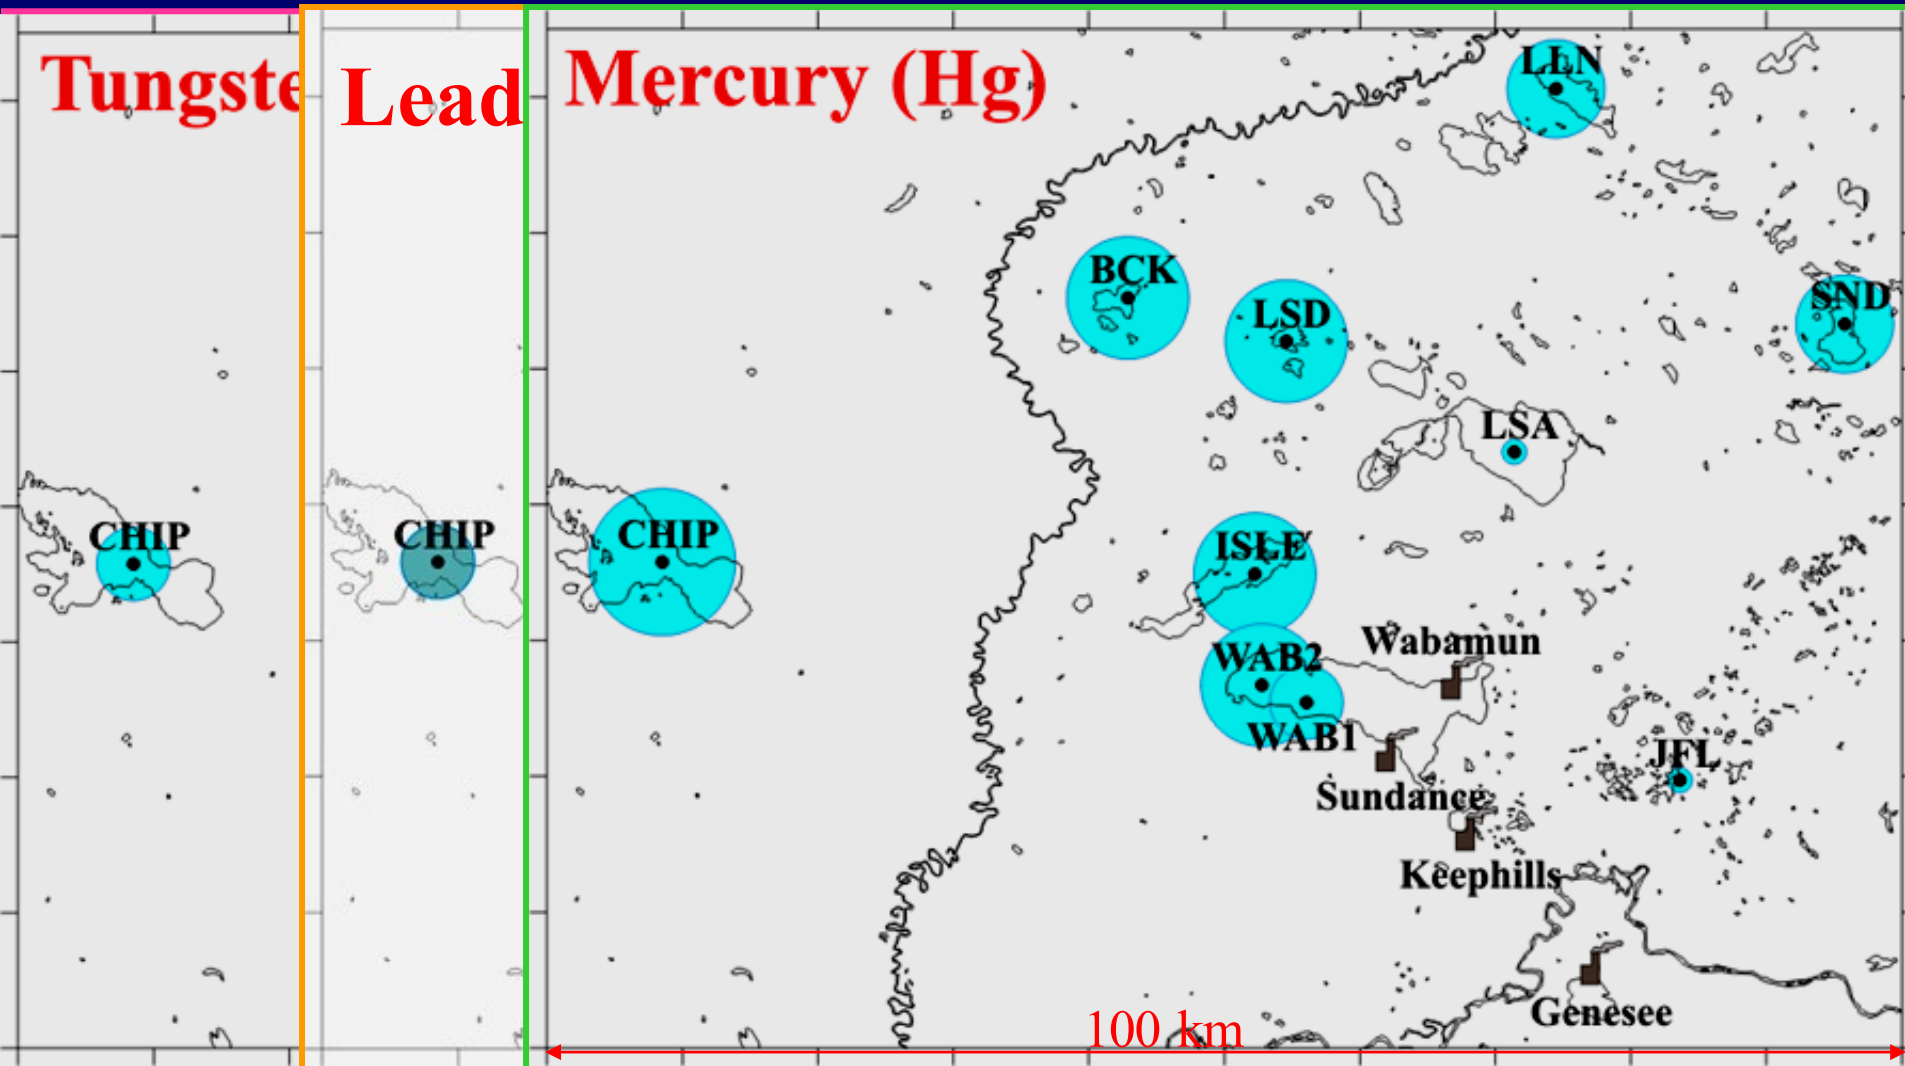 Tungste
CHIP
Lead
CHIP
Mercury (Hg)
LLN
BCK
LSD
SND
LSA
CHIP
ISLE
WAB2
Wabamun
WAB1
JFL
Sundance
Keephills
Genesee
100 km